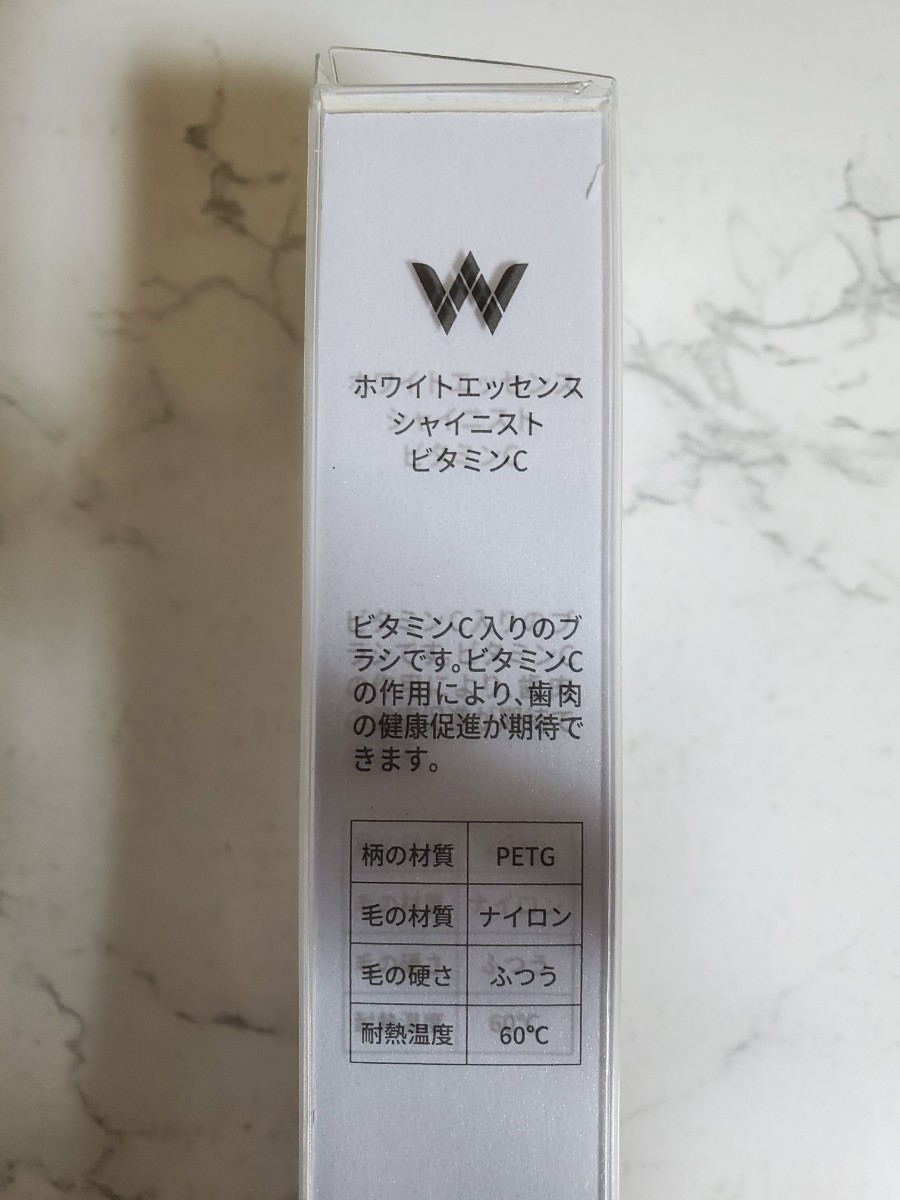 ホワイトエッセンス
シャイニスト
ビタミンC
ビタミンC入りのブ
ラシです。ビタミンC
の作用により、歯肉
の健康促進が期待で
きます。
柄の材質 PETG
毛の材質 ナイロン
毛の硬さ ふつう
耐熱温度 60℃